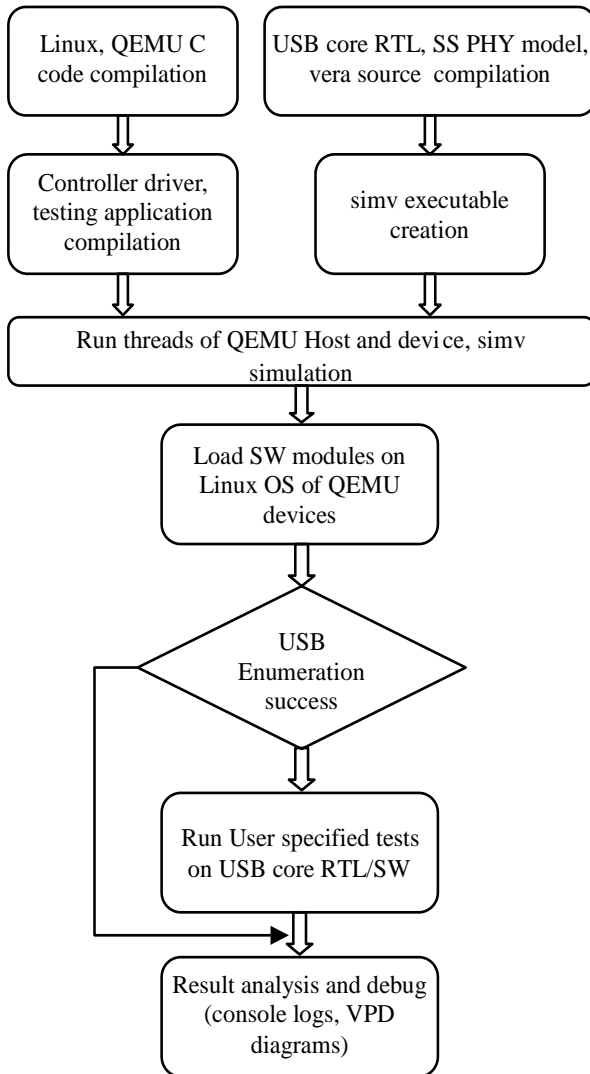 Linux, QEMU C
code compilation
USB core RTL, SS PHY model,
vera source compilation
Controller driver,
testing application
compilation
simv executable
creation
Run threads of QEMU Host and device, simv
simulation
Load SW modules on
Linux OS of QEMU
devices
USB
Enumeration
success
Run User specified tests
on USB core RTL/SW
Result analysis and debug
(console logs, VPD
diagrams)